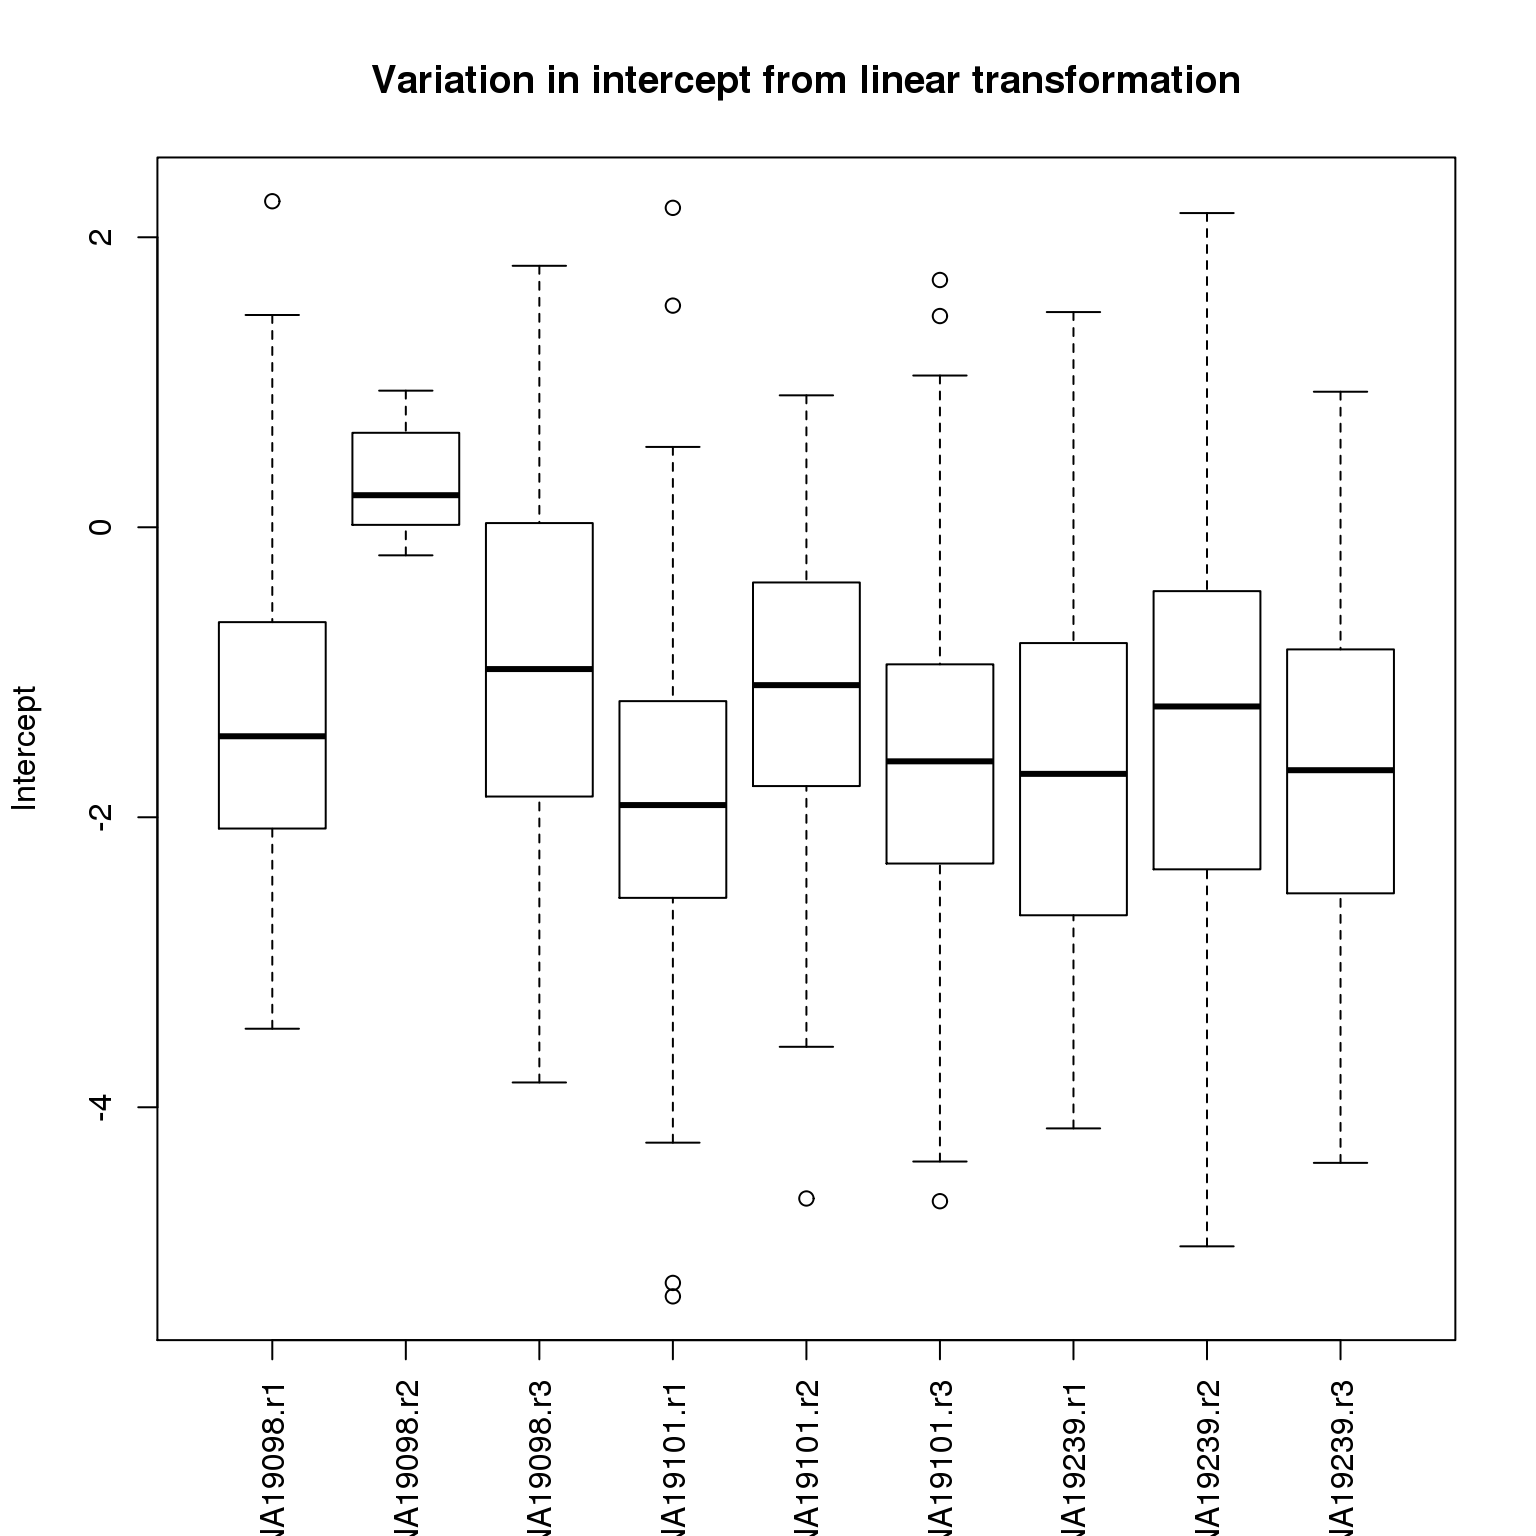 Variation in intercept from linear transformation
Intercept
2
0
-2
-4
NA19098.r1
NA19098.r2
NA19098.r3
NA19101.r1
NA19101.r2
NA19101.r3
NA19239.r1
NA19239.r2
NA19239.r3